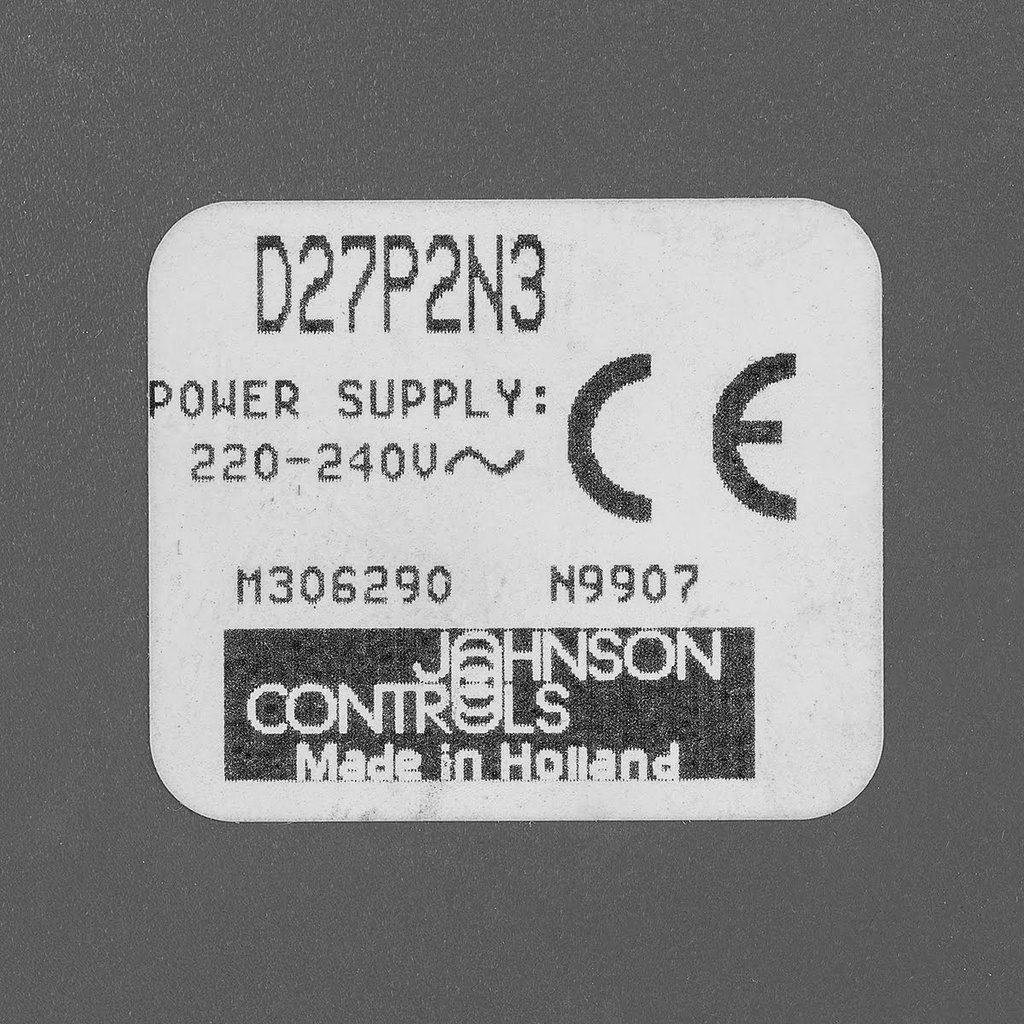 D27P2N3
POWER SUPPLY:
220-240V~
CE
M306290 N9907
JOHNSON
CONTROLS
Made in Holland